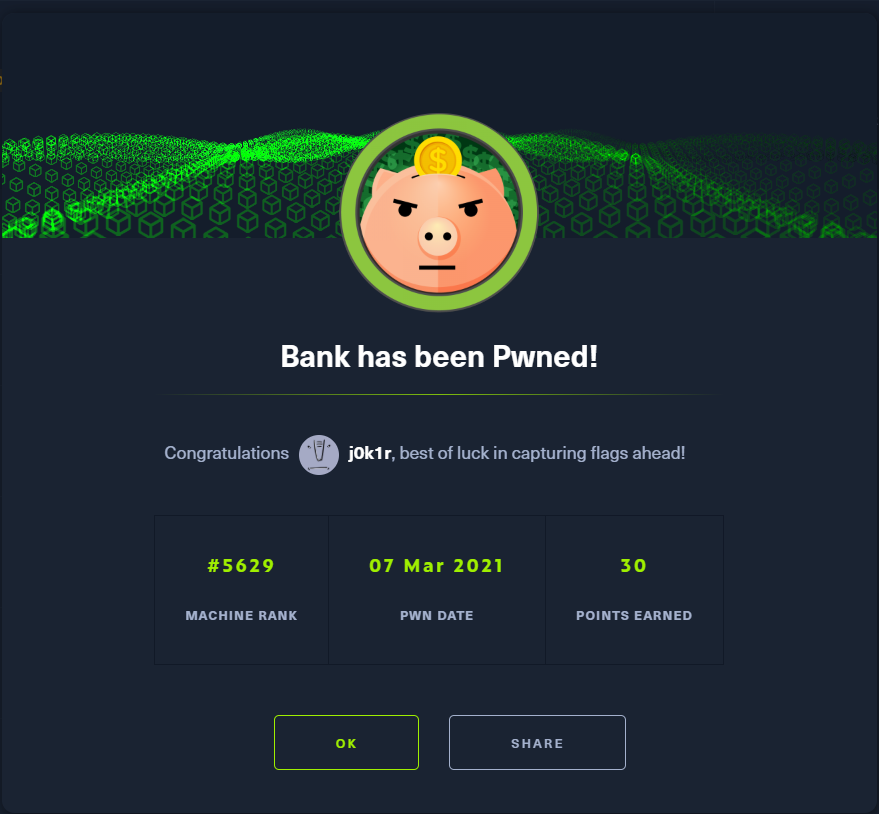 $
Bank has been Pwned!
Congratulations j0k1r, best of luck in capturing flags ahead!
#5629 07 Mar 2021 30
MACHINE RANK PWN DATE POINTS EARNED
OK SHARE